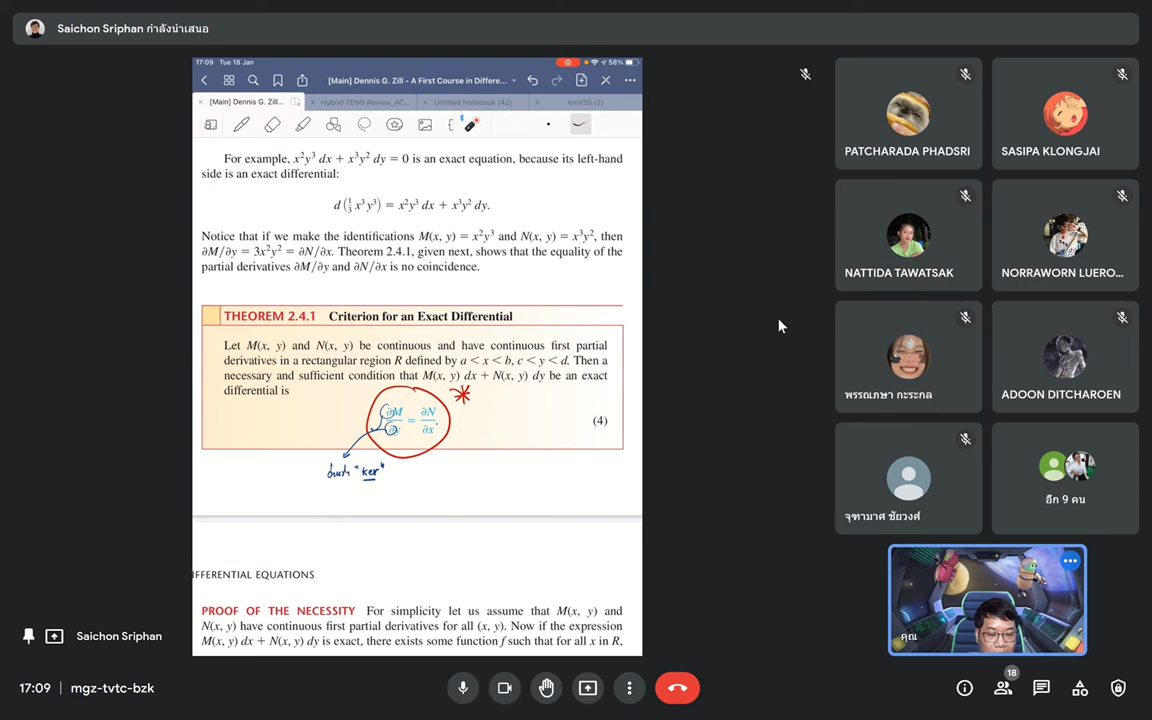 Saichon Sriphan กำลังนำเสนอ
17:09 Tue 18 Jan
58%
[Main] Dennis G. Zill - A First Course in Differe...
[Main] Dennis G. Zill...
Hybrid TENG Review_AC...
Untitled Notebook (42)
kmit35 (2)
For example, x²y³ dx + x³y² dy = 0 is an exact equation, because its left-hand
side is an exact differential:
d (⅓ x³y³) = x²y³ dx + x³y² dy.
Notice that if we make the identifications M(x, y) = x²y³ and N(x, y) = x³y², then
∂M/∂y = 3x²y² = ∂N/∂x. Theorem 2.4.1, given next, shows that the equality of the
partial derivatives ∂M/∂y and ∂N/∂x is no coincidence.
THEOREM 2.4.1 Criterion for an Exact Differential
Let M(x, y) and N(x, y) be continuous and have continuous first partial
derivatives in a rectangular region R defined by a < x < b, c < y < d. Then a
necessary and sufficient condition that M(x, y) dx + N(x, y) dy be an exact
differential is
∂M/∂y = ∂N/∂x. (4)
"ker"
IFFERENTIAL EQUATIONS
PROOF OF THE NECESSITY For simplicity let us assume that M(x, y) and
N(x, y) have continuous first partial derivatives for all (x, y). Now if the expression
M(x, y) dx + N(x, y) dy is exact, there exists some function f such that for all x in R,
PATCHARADA PHADSRI
SASIPA KLONGJAI
NATTIDA TAWATSAK
NORRAWORN LUERO...
พรรณภษา กะระกล
ADOON DITCHAROEN
จุฑามาศ ชัยวงศ์
อีก 9 คน
คุณ
Saichon Sriphan
17:09 | mgz-tvtc-bzk
18